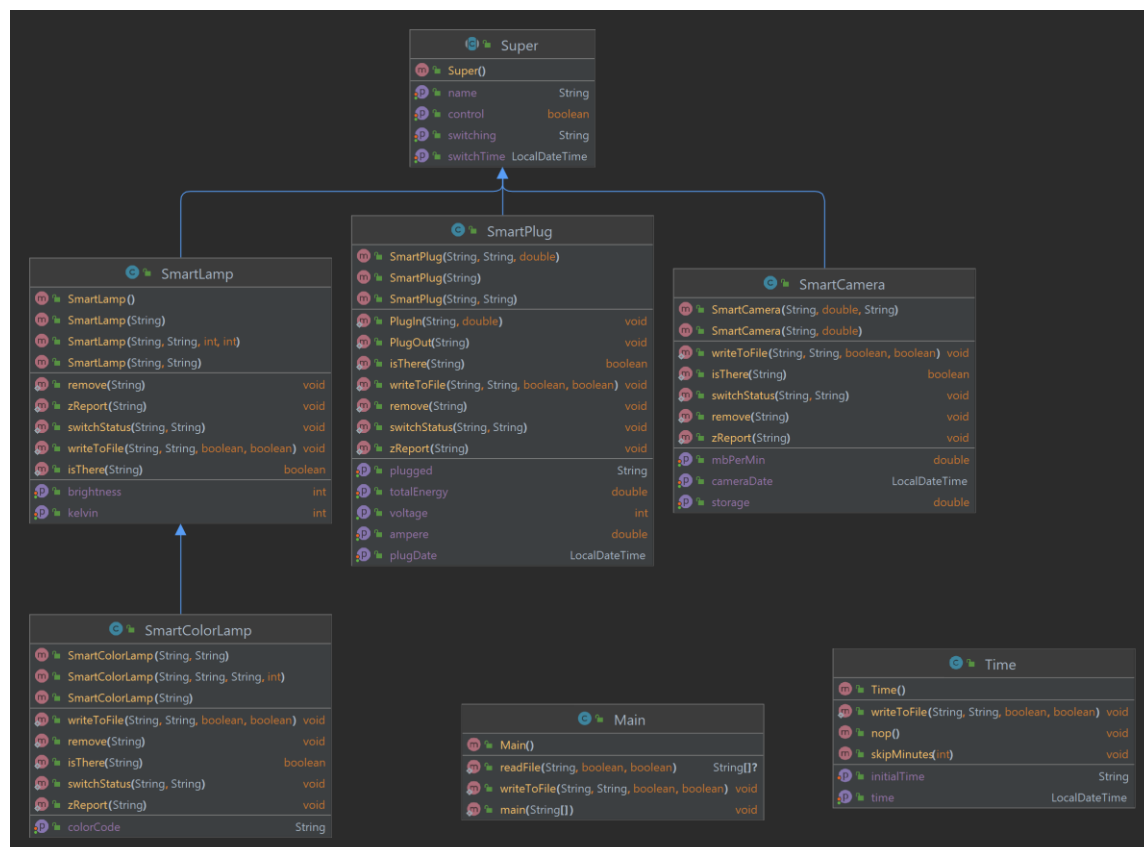 Super
Super()
name String
control boolean
switching String
switchTime LocalDateTime
SmartPlug
SmartPlug(String, String, double)
SmartPlug(String)
SmartPlug(String, String)
PlugIn(String, double) void
PlugOut(String) void
isThere(String) boolean
writeToFile(String, String, boolean, boolean) void
remove(String) void
switchStatus(String, String) void
zReport(String) void
plugged String
totalEnergy double
voltage int
ampere double
plugDate LocalDateTime
SmartLamp
SmartLamp()
SmartLamp(String)
SmartLamp(String, String, int, int)
SmartLamp(String, String)
remove(String) void
zReport(String) void
switchStatus(String, String) void
writeToFile(String, String, boolean, boolean) void
isThere(String) boolean
brightness int
kelvin int
SmartCamera
SmartCamera(String, double, String)
SmartCamera(String, double)
writeToFile(String, String, boolean, boolean) void
isThere(String) boolean
switchStatus(String, String) void
remove(String) void
zReport(String) void
mbPerMin double
cameraDate LocalDateTime
storage double
SmartColorLamp
SmartColorLamp(String, String)
SmartColorLamp(String, String, String, int)
SmartColorLamp(String)
writeToFile(String, String, boolean, boolean) void
remove(String) void
isThere(String) boolean
switchStatus(String, String) void
zReport(String) void
colorCode String
Main
Main()
readFile(String, boolean, boolean) String[]?
writeToFile(String, String, boolean, boolean) void
main(String[]) void
Time
Time()
writeToFile(String, String, boolean, boolean) void
nop() void
skipMinutes(int) void
initialTime String
time LocalDateTime